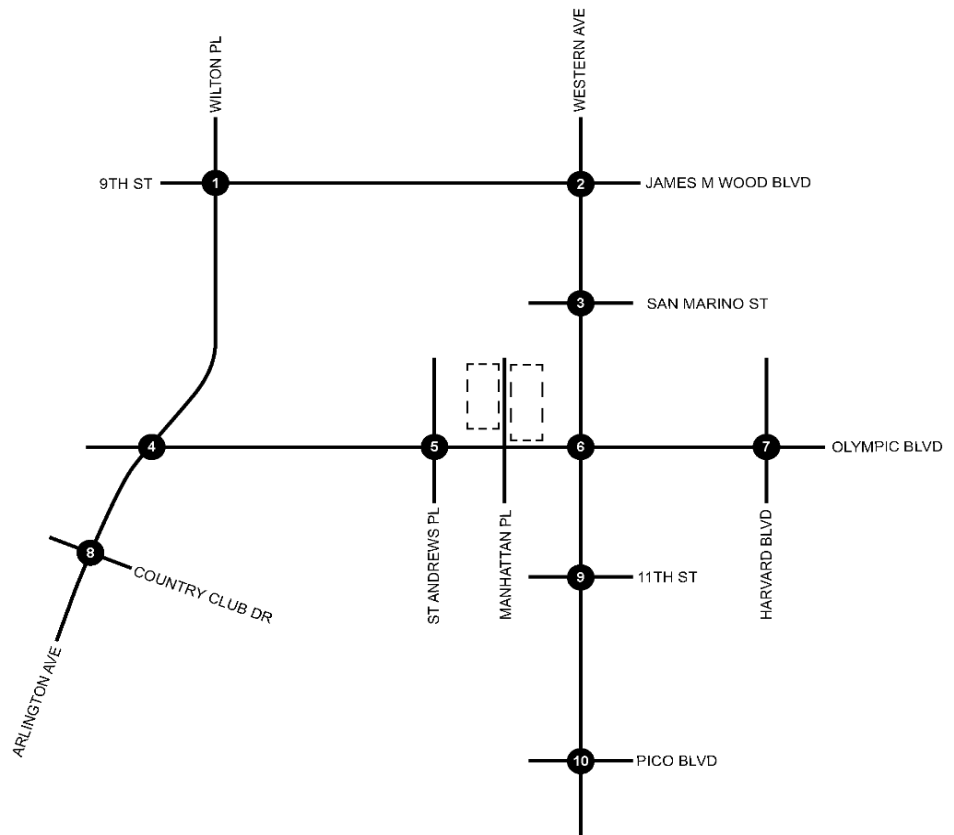 WILTON PL
WESTERN AVE
9TH ST
1
2
JAMES M WOOD BLVD
3
SAN MARINO ST
4
5
6
7
OLYMPIC BLVD
8
COUNTRY CLUB DR
ST ANDREWS PL
MANHATTAN PL
HARVARD BLVD
9
11TH ST
ARLINGTON AVE
10
PICO BLVD